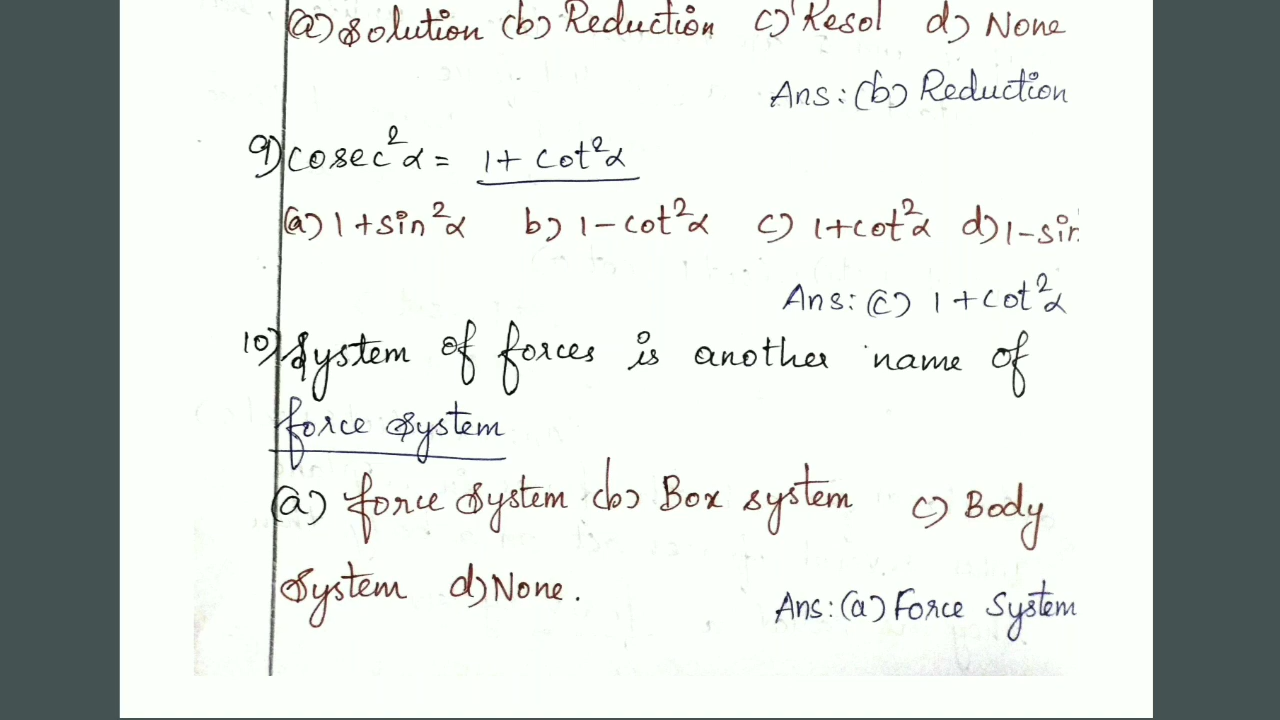 (a) Solution (b) Reduction c) Resol d) None
Ans: (b) Reduction
9) cosec²α = 1 + cot²α
(a) 1 + sin²α b) 1 - cot²α c) 1 + cot²α d) 1 - sin
Ans: (c) 1 + cot²α
10) System of forces is another name of
force System
(a) force System (b) Box system c) Body
System d) None.
Ans: (a) Force System